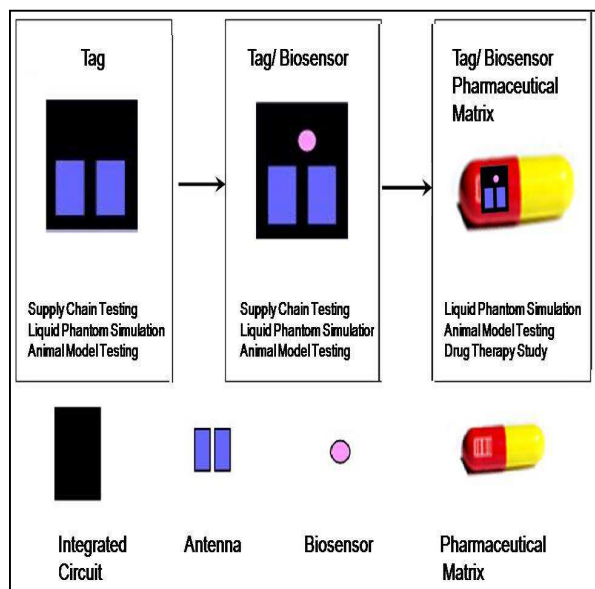 Tag
Supply Chain Testing
Liquid Phantom Simulation
Animal Model Testing
Tag/ Biosensor
Supply Chain Testing
Liquid Phantom Simulatior
Animal Model Testing
Tag/ Biosensor
Pharmaceutical
Matrix
Liquid Phantom Simulation
Animal Model Testing
Drug Therapy Study
Integrated
Circuit
Antenna
Biosensor
Pharmaceutical
Matrix